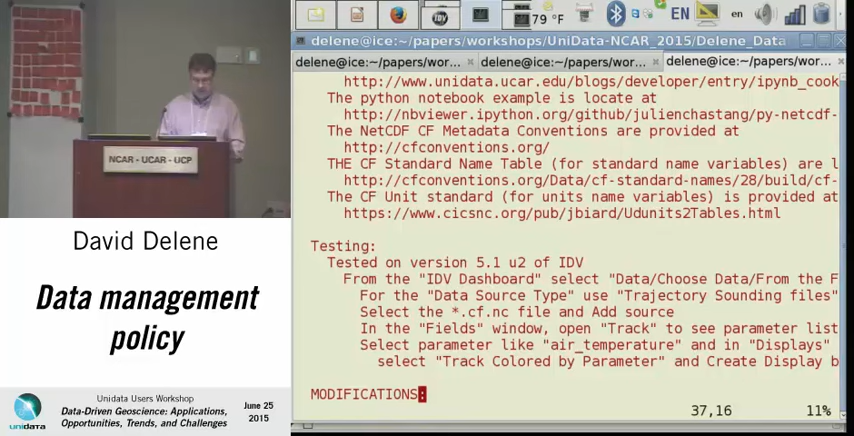 NCAR - UCAR - UCP
David Delene
Data management
policy
Unidata Users Workshop
Data-Driven Geoscience: Applications,
Opportunities, Trends, and Challenges
June 25
2015
unidata
IDV
79 °F
EN
en
delene@ice:~/papers/workshops/UniData-NCAR_2015/Delene_Data
delene@ice:~/papers/wor...
delene@ice:~/papers/wor...
delene@ice:~/papers/wor...
http://www.unidata.ucar.edu/blogs/developer/entry/ipynb_cook
The python notebook example is locate at
http://nbviewer.ipython.org/github/julienchastang/py-netcdf-
The NetCDF CF Metadata Conventions are provided at
http://cfconventions.org/
THE CF Standard Name Table (for standard name variables) are l
http://cfconventions.org/Data/cf-standard-names/28/build/cf-
The CF Unit standard (for units name variables) is provided at
https://www.cicsnc.org/pub/jbiard/Udunits2Tables.html
Testing:
Tested on version 5.1 u2 of IDV
From the "IDV Dashboard" select "Data/Choose Data/From the F
For the "Data Source Type" use "Trajectory Sounding files"
Select the *.cf.nc file and Add source
In the "Fields" window, open "Track" to see parameter list
Select parameter like "air_temperature" and in "Displays"
select "Track Colored by Parameter" and Create Display b
MODIFICATIONS:
37,16 11%